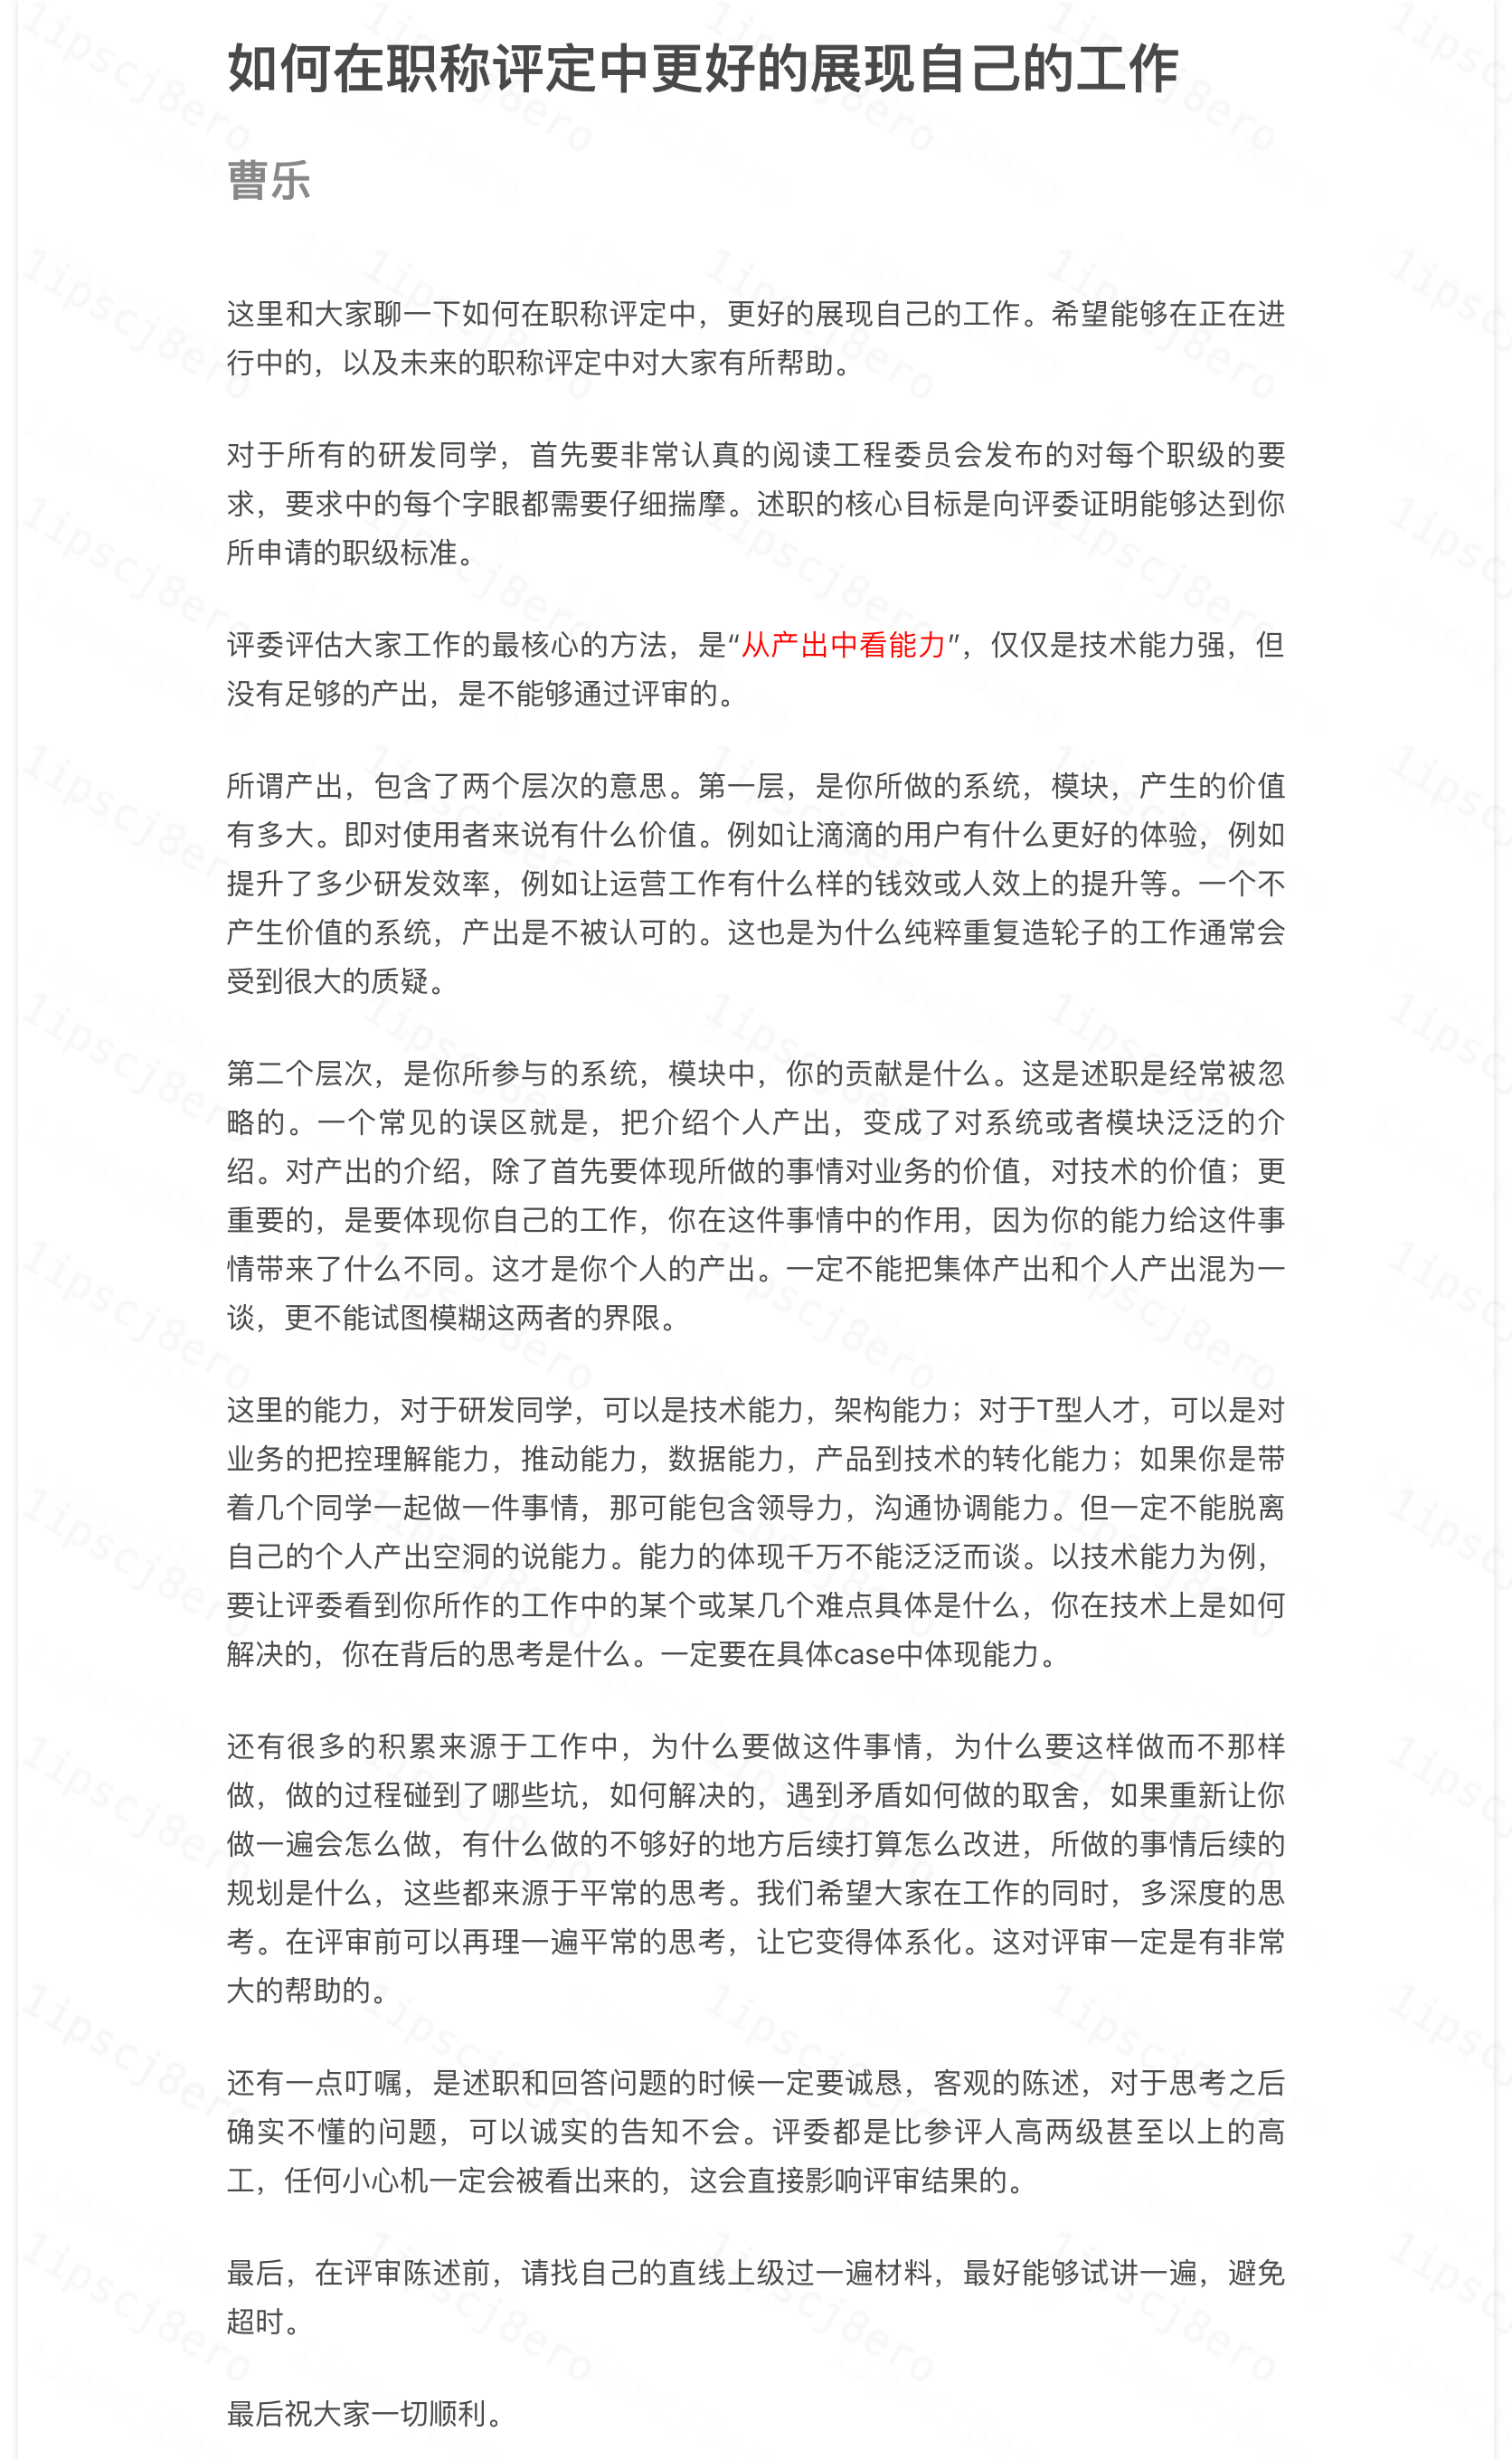 如何在职称评定中更好的展现自己的工作
曹乐
这里和大家聊一下如何在职称评定中，更好的展现自己的工作。希望能够在正在进
行中的，以及未来的职称评定中对大家有所帮助。
对于所有的研发同学，首先要非常认真的阅读工程委员会发布的对每个职级的要
求，要求中的每个字眼都需要仔细揣摩。述职的核心目标是向评委证明能够达到你
所申请的职级标准。
评委评估大家工作的最核心的方法，是“从产出中看能力”，仅仅是技术能力强，但
没有足够的产出，是不能够通过评审的。
所谓产出，包含了两个层次的意思。第一层，是你所做的系统，模块，产生的价值
有多大。即对使用者来说有什么价值。例如让滴滴的用户有什么更好的体验，例如
提升了多少研发效率，例如让运营工作有什么样的钱效或人效上的提升等。一个不
产生价值的系统，产出是不被认可的。这也是为什么纯粹重复造轮子的工作通常会
受到很大的质疑。
第二个层次，是你所参与的系统，模块中，你的贡献是什么。这是述职是经常被忽
略的。一个常见的误区就是，把介绍个人产出，变成了对系统或者模块泛泛的介
绍。对产出的介绍，除了首先要体现所做的事情对业务的价值，对技术的价值；更
重要的，是要体现你自己的工作，你在这件事情中的作用，因为你的能力给这件事
情带来了什么不同。这才是你个人的产出。一定不能把集体产出和个人产出混为一
谈，更不能试图模糊这两者的界限。
这里的能力，对于研发同学，可以是技术能力，架构能力；对于T型人才，可以是对
业务的把控理解能力，推动能力，数据能力，产品到技术的转化能力；如果你是带
着几个同学一起做一件事情，那可能包含领导力，沟通协调能力。但一定不能脱离
自己的个人产出空洞的说能力。能力的体现千万不能泛泛而谈。以技术能力为例，
要让评委看到你所作的工作中的某个或某几个难点具体是什么，你在技术上是如何
解决的，你在背后的思考是什么。一定要在具体case中体现能力。
还有很多的积累来源于工作中，为什么要做这件事情，为什么要这样做而不那样
做，做的过程碰到了哪些坑，如何解决的，遇到矛盾如何做的取舍，如果重新让你
做一遍会怎么做，有什么做的不够好的地方后续打算怎么改进，所做的事情后续的
规划是什么，这些都来源于平常的思考。我们希望大家在工作的同时，多深度的思
考。在评审前可以再理一遍平常的思考，让它变得体系化。这对评审一定是有非常
大的帮助的。
还有一点叮嘱，是述职和回答问题的时候一定要诚恳，客观的陈述，对于思考之后
确实不懂的问题，可以诚实的告知不会。评委都是比参评人高两级甚至以上的高
工，任何小心机一定会被看出来的，这会直接影响评审结果的。
最后，在评审陈述前，请找自己的直线上级过一遍材料，最好能够试讲一遍，避免
超时。
最后祝大家一切顺利。